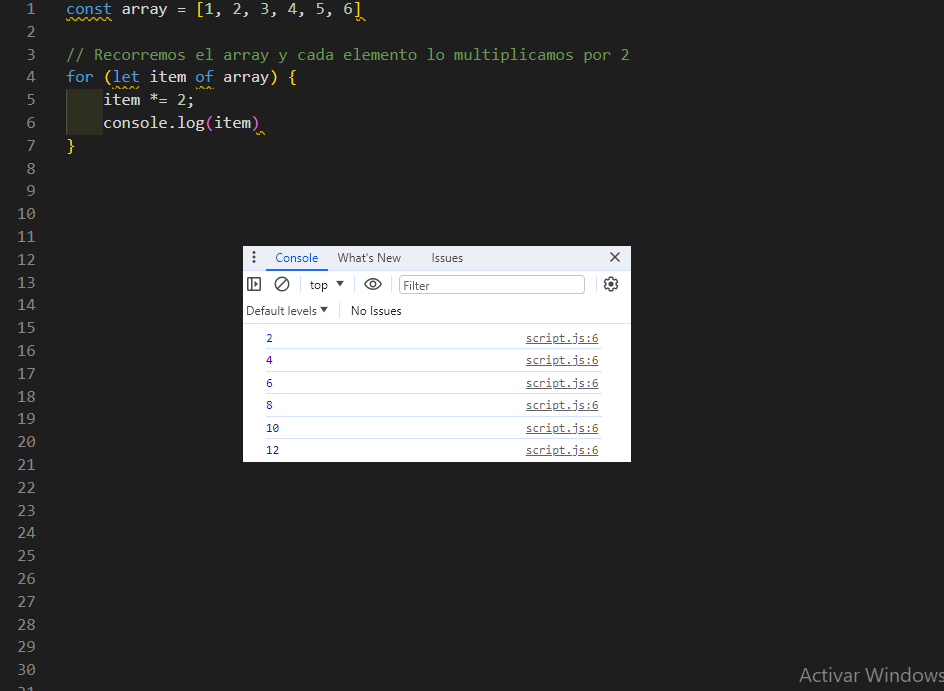 1 const array = [1, 2, 3, 4, 5, 6]
2
3 // Recorremos el array y cada elemento lo multiplicamos por 2
4 for (let item of array) {
5 item *= 2;
6 console.log(item)
7 }
8
9
10
11
12
13
14
15
16
17
18
19
20
21
22
23
24
25
26
27
28
29
30
31
Console What's New Issues
top Filter
Default levels No Issues
2 script.js:6
4 script.js:6
6 script.js:6
8 script.js:6
10 script.js:6
12 script.js:6
Activar Windows